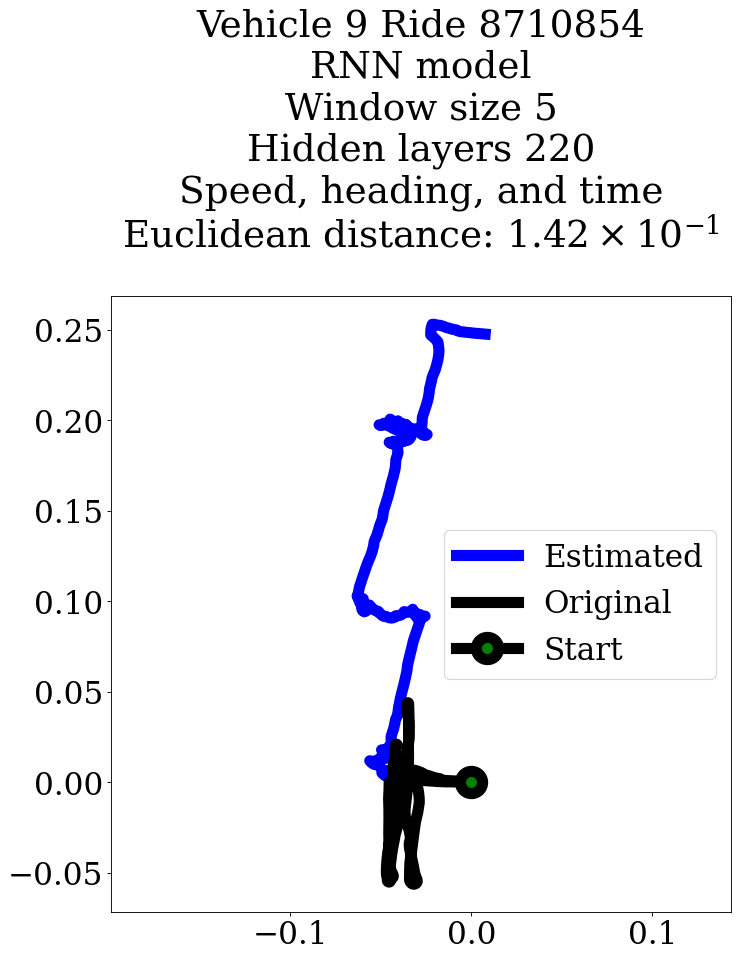 Vehicle 9 Ride 8710854
RNN model
Window size 5
Hidden layers 220
Speed, heading, and time
Euclidean distance: 1.42 × 10⁻¹
0.25
0.20
0.15
0.10
0.05
0.00
−0.05
Estimated
Original
Start
−0.1
0.0
0.1